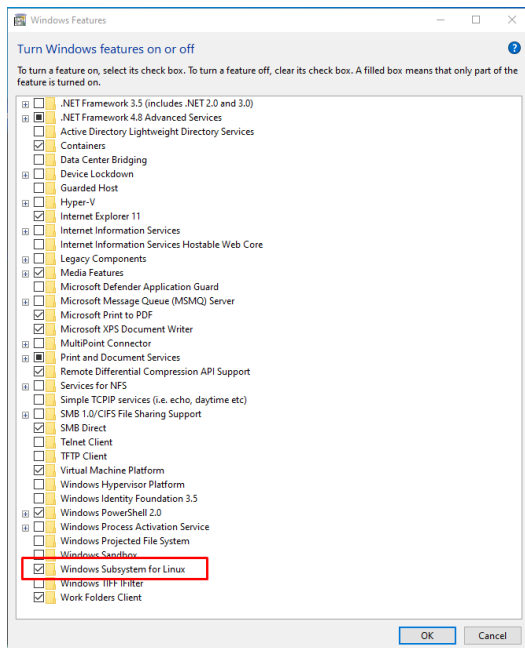 Windows Features
Turn Windows features on or off
To turn a feature on, select its check box. To turn a feature off, clear its check box. A filled box means that only part of the
feature is turned on.
.NET Framework 3.5 (includes .NET 2.0 and 3.0)
.NET Framework 4.8 Advanced Services
Active Directory Lightweight Directory Services
Containers
Data Center Bridging
Device Lockdown
Guarded Host
Hyper-V
Internet Explorer 11
Internet Information Services
Internet Information Services Hostable Web Core
Legacy Components
Media Features
Microsoft Defender Application Guard
Microsoft Message Queue (MSMQ) Server
Microsoft Print to PDF
Microsoft XPS Document Writer
MultiPoint Connector
Print and Document Services
Remote Differential Compression API Support
Services for NFS
Simple TCPIP services (i.e. echo, daytime etc)
SMB 1.0/CIFS File Sharing Support
SMB Direct
Telnet Client
TFTP Client
Virtual Machine Platform
Windows Hypervisor Platform
Windows Identity Foundation 3.5
Windows PowerShell 2.0
Windows Process Activation Service
Windows Projected File System
Windows Sandbox
Windows Subsystem for Linux
Windows TIFF IFilter
Work Folders Client
OK
Cancel